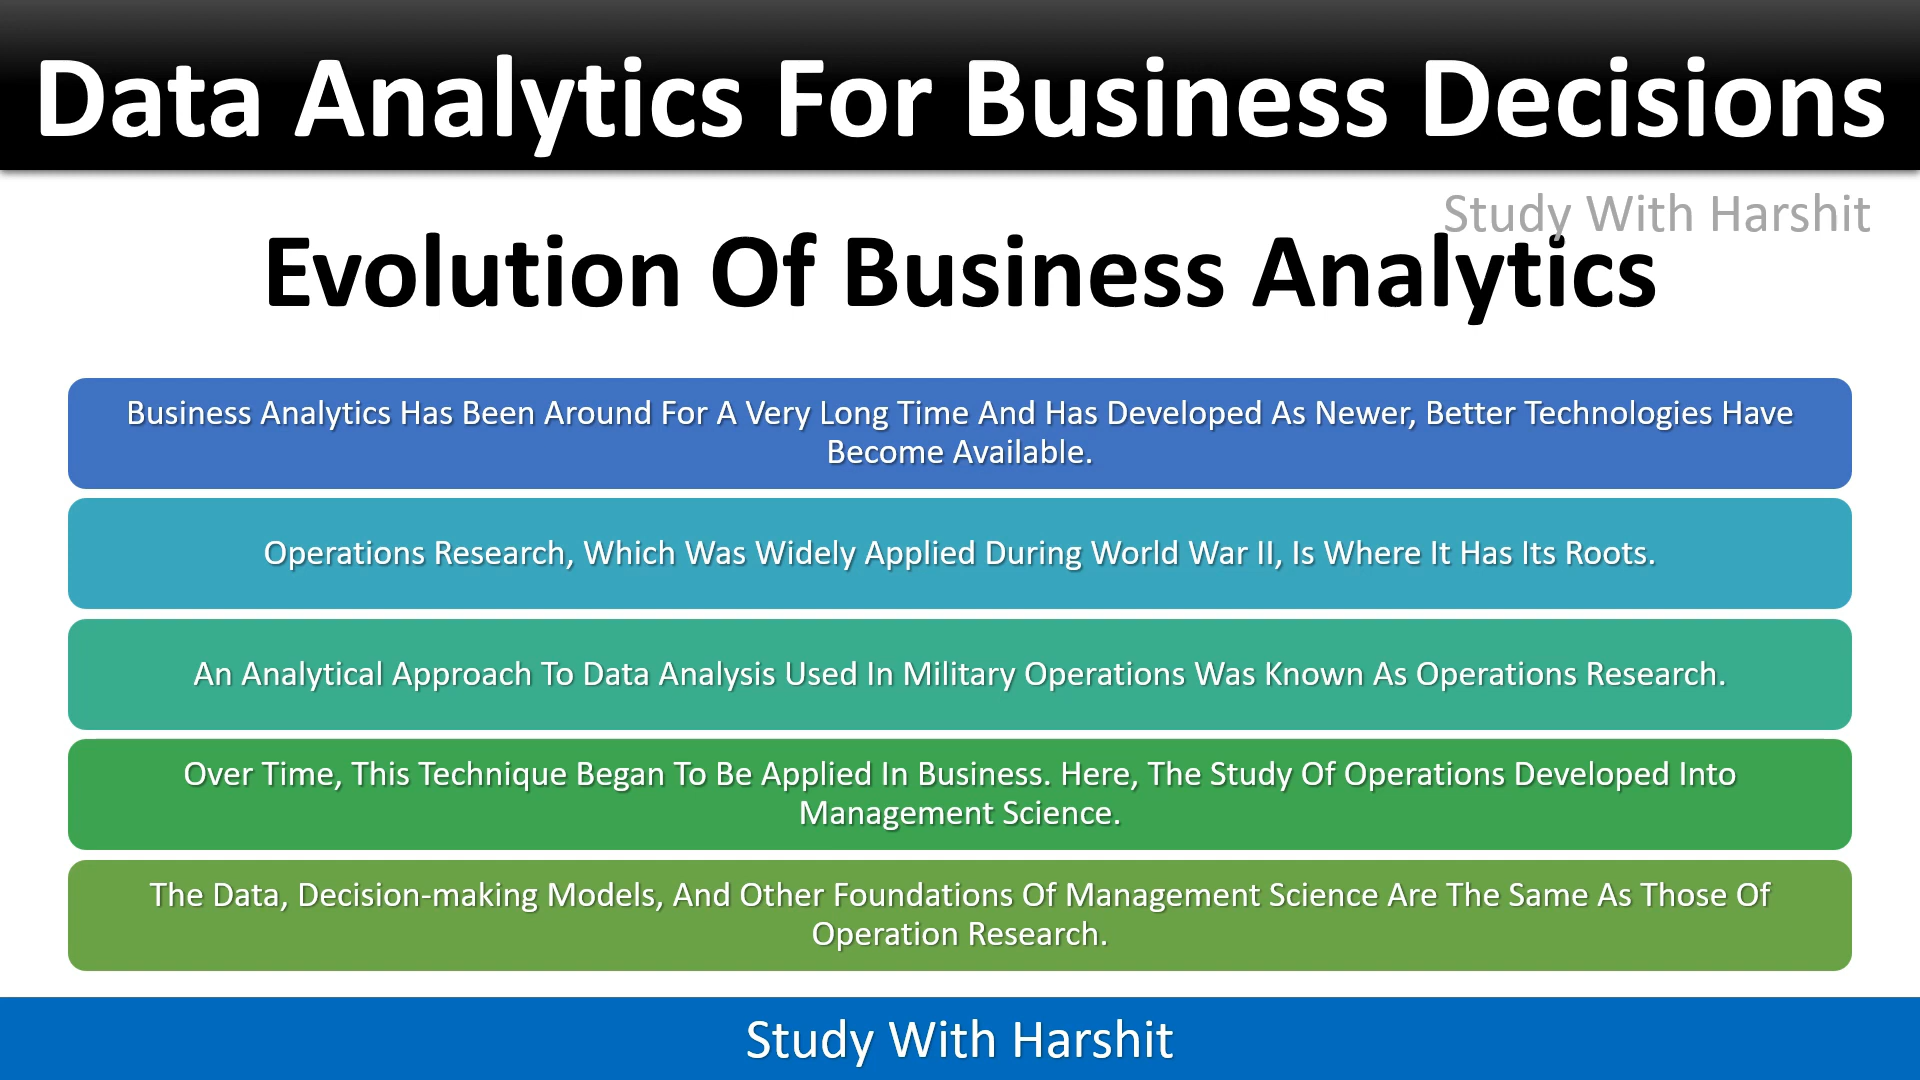 Data Analytics For Business Decisions
Study With Harshit
Evolution Of Business Analytics
Business Analytics Has Been Around For A Very Long Time And Has Developed As Newer, Better Technologies Have
Become Available.
Operations Research, Which Was Widely Applied During World War II, Is Where It Has Its Roots.
An Analytical Approach To Data Analysis Used In Military Operations Was Known As Operations Research.
Over Time, This Technique Began To Be Applied In Business. Here, The Study Of Operations Developed Into
Management Science.
The Data, Decision-making Models, And Other Foundations Of Management Science Are The Same As Those Of
Operation Research.
Study With Harshit